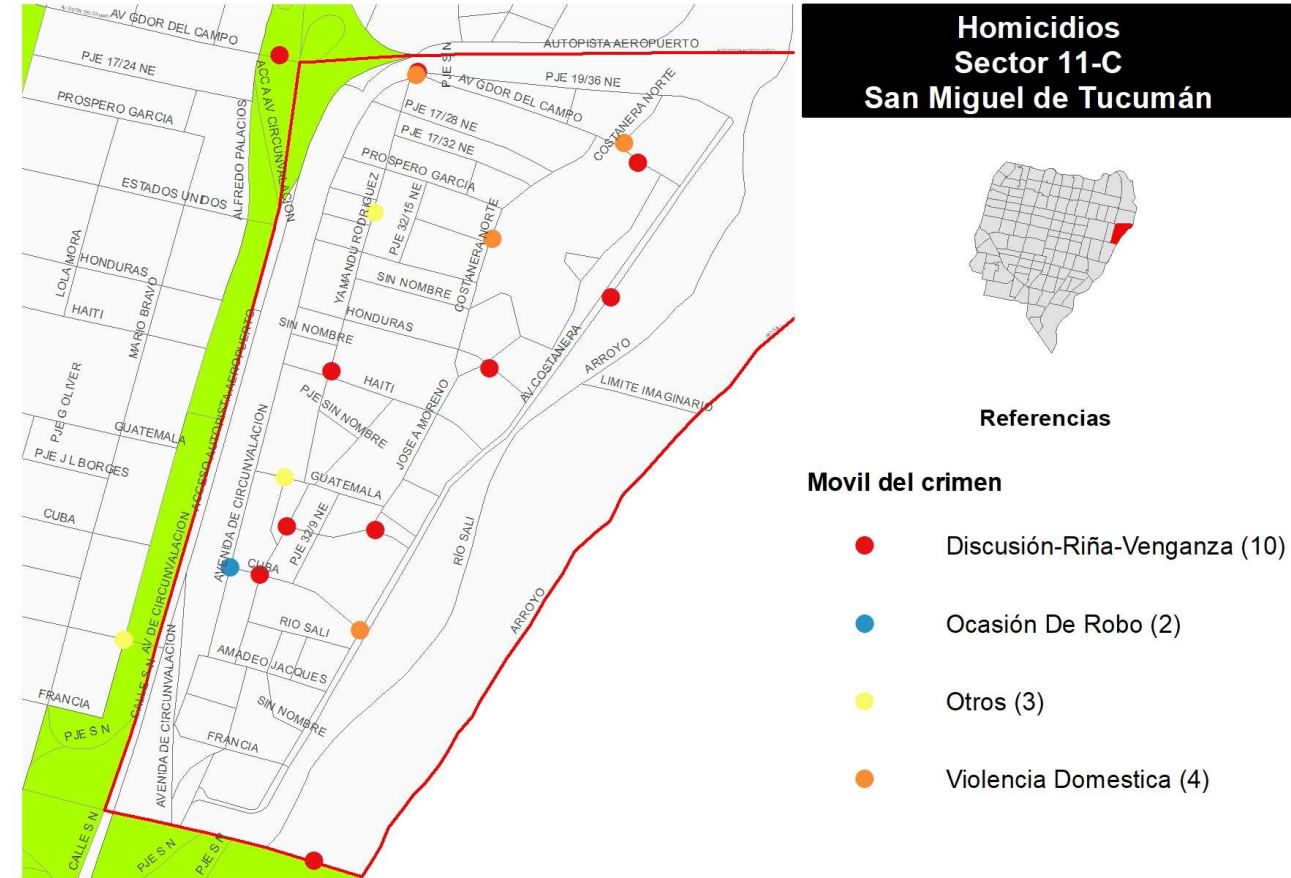 Homicidios
Sector 11-C
San Miguel de Tucumán
Referencias
Movil del crimen
Discusión-Riña-Venganza (10)
Ocasión De Robo (2)
Otros (3)
Violencia Domestica (4)
AV GDOR DEL CAMPO
AUTOPISTA AEROPUERTO
PJE S N
PJE 17/24 NE
PJE 19/36 NE
AV GDOR DEL CAMPO
ACC A AV CIRCUNVALACION
PROSPERO GARCIA
PJE 17/28 NE
COSTANERA NORTE
ALFREDO PALACIOS
PJE 17/32 NE
PROSPERO GARCIA
ESTADOS UNIDOS
YAMANDU RODRIGUEZ
PJE 32/15 NE
COSTANERA NORTE
LOLA MORA
HONDURAS
SIN NOMBRE
MARIO BRAVO
HAITI
HONDURAS
SIN NOMBRE
ACCESO AUTOPISTA AEROPUERTO
AV COSTANERA
ARROYO
LIMITE IMAGINARIO
HAITI
PJE G OLIVER
PJE SIN NOMBRE
JOSE A MORENO
GUATEMALA
PJE J L BORGES
AVENIDA DE CIRCUNVALACION
GUATEMALA
CUBA
PJE 32/9 NE
RÍO SALI
CUBA
AV DE CIRCUNVALACION
ARROYO
RIO SALI
AMADEO JACQUES
CALLE S N
AVENIDA DE CIRCUNVALACION
FRANCIA
PJE S N
SIN NOMBRE
FRANCIA
CALLE S N
PJE S N
PJE S N